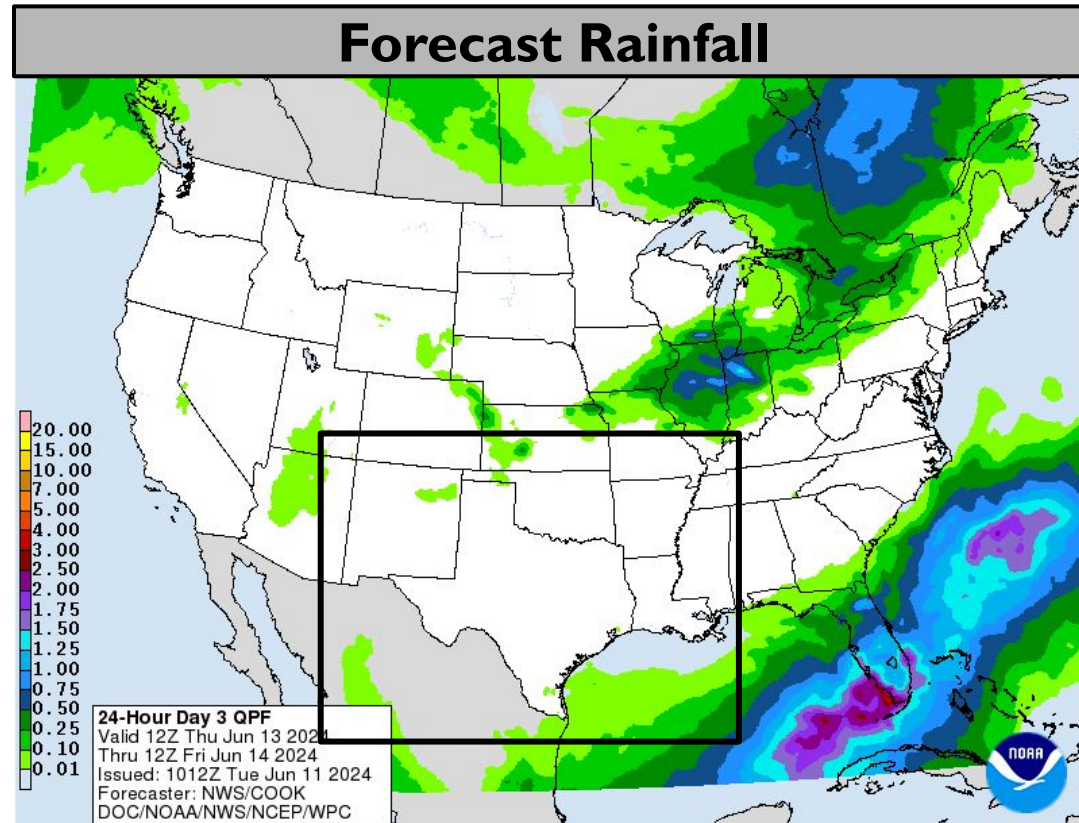 Forecast Rainfall
20.00
15.00
10.00
7.00
5.00
4.00
3.00
2.50
2.00
1.75
1.50
1.25
1.00
0.75
0.50
0.25
0.10
0.01
24-Hour Day 3 QPF
Valid 12Z Thu Jun 13 2024
Thru 12Z Fri Jun 14 2024
Issued: 1012Z Tue Jun 11 2024
Forecaster: NWS/COOK
DOC/NOAA/NWS/NCEP/WPC
NOAA